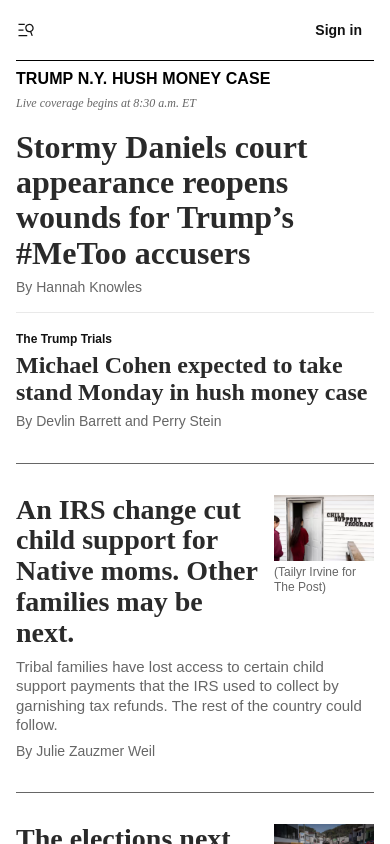 Sign in
TRUMP N.Y. HUSH MONEY CASE
Live coverage begins at 8:30 a.m. ET
Stormy Daniels court
appearance reopens
wounds for Trump’s
#MeToo accusers
By Hannah Knowles
The Trump Trials
Michael Cohen expected to take
stand Monday in hush money case
By Devlin Barrett and Perry Stein
An IRS change cut
child support for
Native moms. Other
families may be
next.
CHILD
SUPPORT
PROGRAM
(Tailyr Irvine for
The Post)
Tribal families have lost access to certain child
support payments that the IRS used to collect by
garnishing tax refunds. The rest of the country could
follow.
By Julie Zauzmer Weil
The elections next